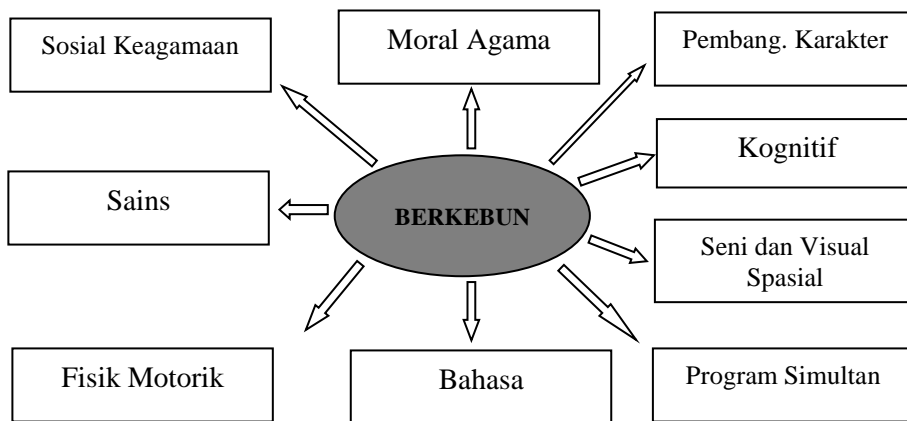 Sosial Keagamaan
Moral Agama
Pembang. Karakter
Kognitif
Sains
BERKEBUN
Seni dan Visual
Spasial
Fisik Motorik
Bahasa
Program Simultan